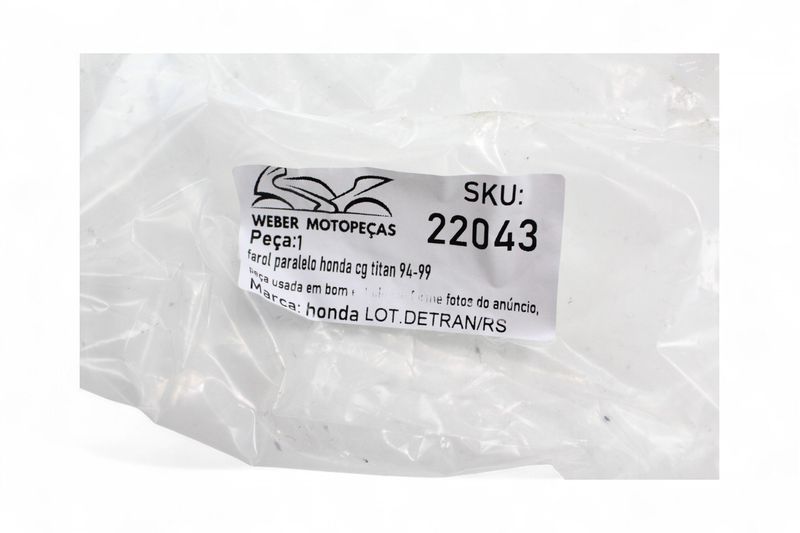 WEBER MOTOPEÇAS
SKU:
22043
Peça:1
farol paralelo honda cg titan 94-99
peça usada em bom fotos do anúncio,
Marca: honda LOT.DETRAN/RS